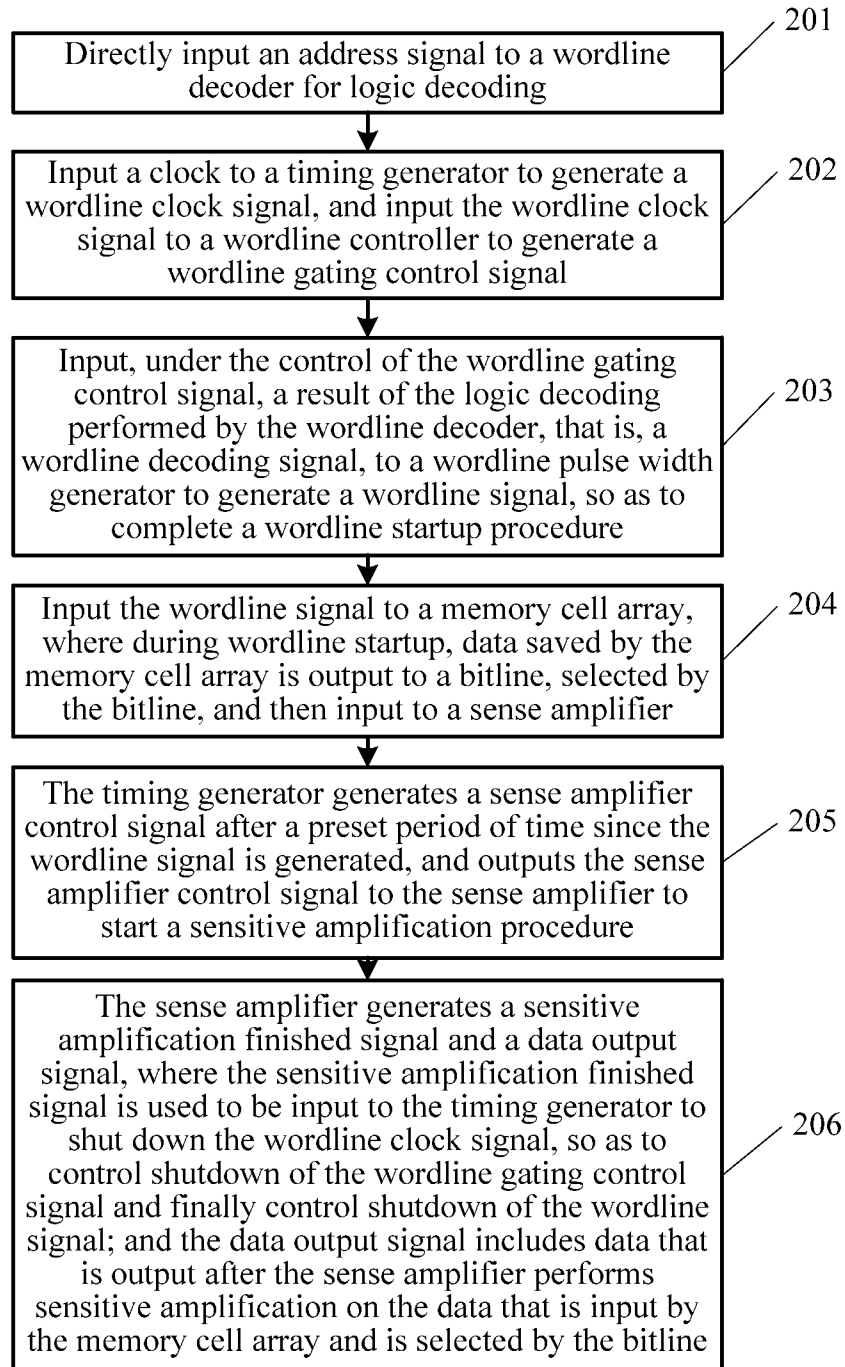 201
Directly input an address signal to a wordline
decoder for logic decoding
202
Input a clock to a timing generator to generate a
wordline clock signal, and input the wordline clock
signal to a wordline controller to generate a
wordline gating control signal
203
Input, under the control of the wordline gating
control signal, a result of the logic decoding
performed by the wordline decoder, that is, a
wordline decoding signal, to a wordline pulse width
generator to generate a wordline signal, so as to
complete a wordline startup procedure
204
Input the wordline signal to a memory cell array,
where during wordline startup, data saved by the
memory cell array is output to a bitline, selected by
the bitline, and then input to a sense amplifier
205
The timing generator generates a sense amplifier
control signal after a preset period of time since the
wordline signal is generated, and outputs the sense
amplifier control signal to the sense amplifier to
start a sensitive amplification procedure
206
The sense amplifier generates a sensitive
amplification finished signal and a data output
signal, where the sensitive amplification finished
signal is used to be input to the timing generator to
shut down the wordline clock signal, so as to
control shutdown of the wordline gating control
signal and finally control shutdown of the wordline
signal; and the data output signal includes data that
is output after the sense amplifier performs
sensitive amplification on the data that is input by
the memory cell array and is selected by the bitline